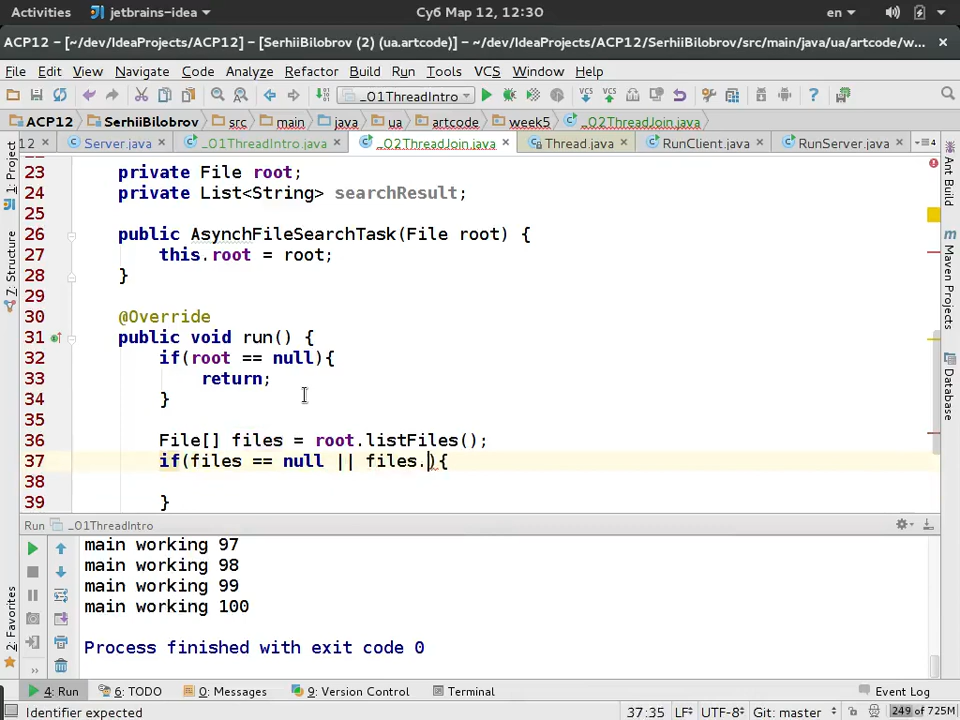 Activities jetbrains-idea Суб Мар 12, 12:30 en
ACP12 – [~/dev/IdeaProjects/ACP12] – [SerhiiBilobrov (2) (ua.artcode)] – ~/dev/IdeaProjects/ACP12/SerhiiBilobrov/src/main/java/ua/artcode/w...
File Edit View Navigate Code Analyze Refactor Build Run Tools VCS Window Help
_01ThreadIntro
ACP12 SerhiiBilobrov src main java ua artcode week5 _02ThreadJoin.java
12 Server.java _01ThreadIntro.java _02ThreadJoin.java Thread.java RunClient.java RunServer.java
1: Project
7: Structure
2: Favorites
Ant Build
Maven Projects
Database
23 private File root;
24 private List<String> searchResult;
25
26 public AsynchFileSearchTask(File root) {
27 this.root = root;
28 }
29
30 @Override
31 public void run() {
32 if(root == null){
33 return;
34 }
35
36 File[] files = root.listFiles();
37 if(files == null || files.){
38
39 }
Run _01ThreadIntro
main working 97
main working 98
main working 99
main working 100
Process finished with exit code 0
4: Run 6: TODO 0: Messages 9: Version Control Terminal Event Log
Identifier expected 37:35 LF UTF-8 Git: master 249 of 725M